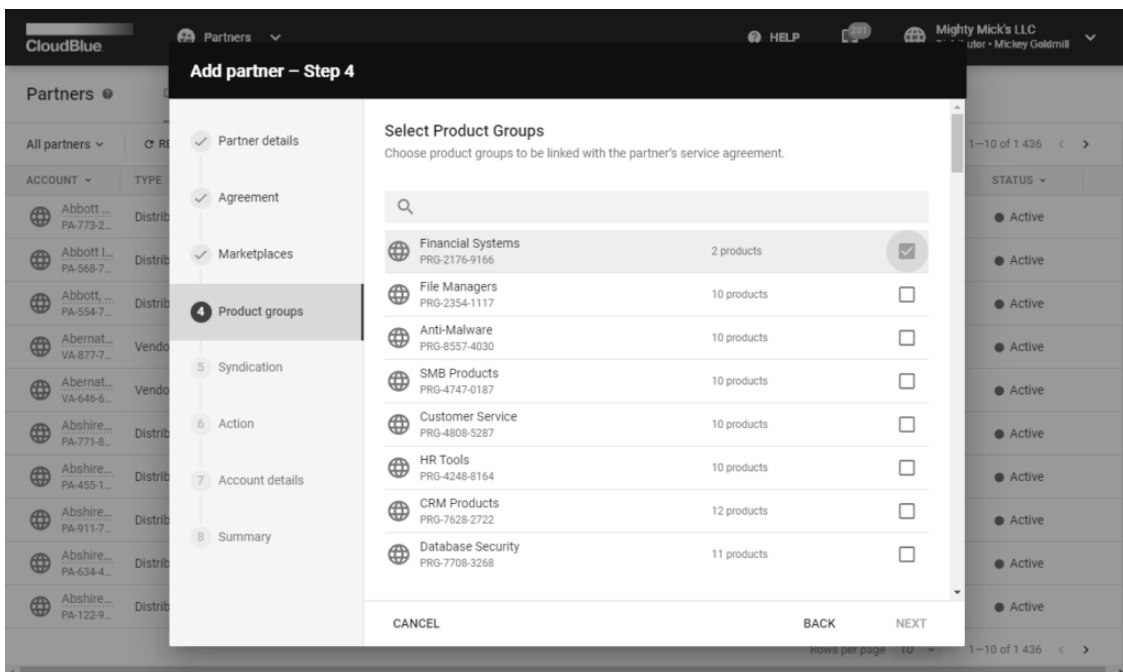 CloudBlue
Partners
HELP
201
Mighty Mick's LLC
Mickey Goldmill
Add partner – Step 4
Partners
All partners
1–10 of 1 436
ACCOUNT
TYPE
STATUS
Abbott ...
PA-773-2...
Distrib
Active
Abbott I...
PA-568-7...
Distrib
Active
Abbott, ...
PA-554-7...
Distrib
Active
Abernat...
VA-877-7...
Vendo
Active
Abernat...
VA-646-6...
Vendo
Active
Abshire...
PA-771-8...
Distrib
Active
Abshire...
PA-455-1...
Distrib
Active
Abshire...
PA-911-7...
Distrib
Active
Abshire...
PA-634-4...
Distrib
Active
Abshire...
PA-122-9...
Distrib
Active
Partner details
Agreement
Marketplaces
4 Product groups
5 Syndication
6 Action
7 Account details
8 Summary
Select Product Groups
Choose product groups to be linked with the partner's service agreement.
Financial Systems
PRG-2176-9166
2 products
File Managers
PRG-2354-1117
10 products
Anti-Malware
PRG-8557-4030
10 products
SMB Products
PRG-4747-0187
10 products
Customer Service
PRG-4808-5287
10 products
HR Tools
PRG-4248-8164
10 products
CRM Products
PRG-7628-2722
12 products
Database Security
PRG-7708-3268
11 products
CANCEL
BACK
NEXT
Rows per page 10
1–10 of 1 436